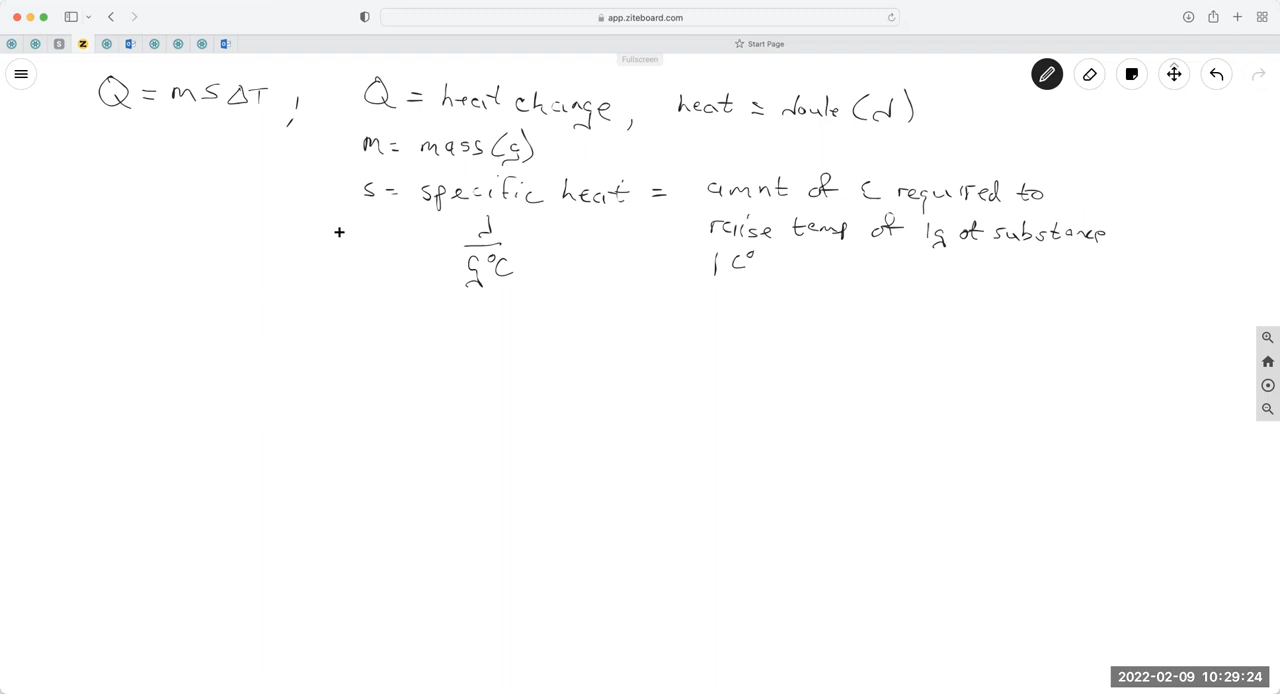 app.ziteboard.com
Start Page
Fullscreen
Q = m s ΔT, Q = heat change, heat = Joule (J)
m = mass (g)
s = specific heat = amnt of E required to
raise temp of 1g of substance
J
g °C
1 C°
2022-02-09 10:29:24